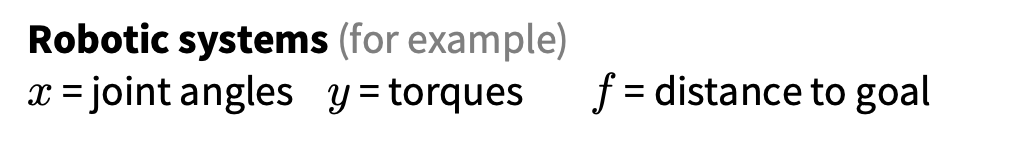 Robotic systems (for example)
x = joint angles y = torques f = distance to goal